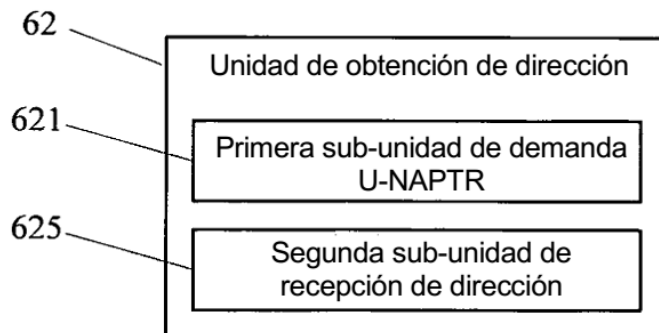 62
Unidad de obtención de dirección
621
Primera sub-unidad de demanda
U-NAPTR
625
Segunda sub-unidad de
recepción de dirección